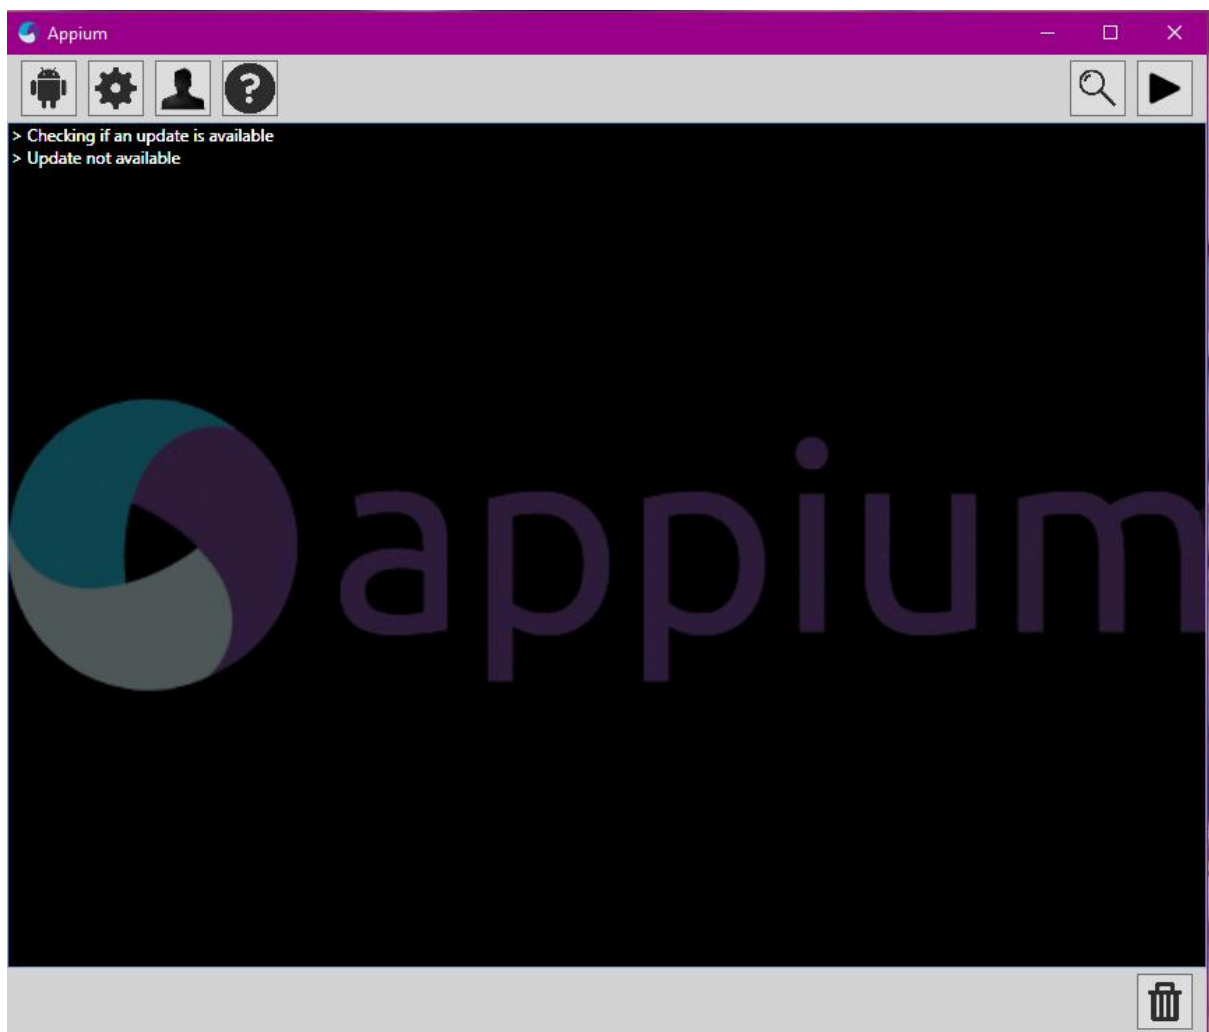 Appium
> Checking if an update is available
> Update not available
appium